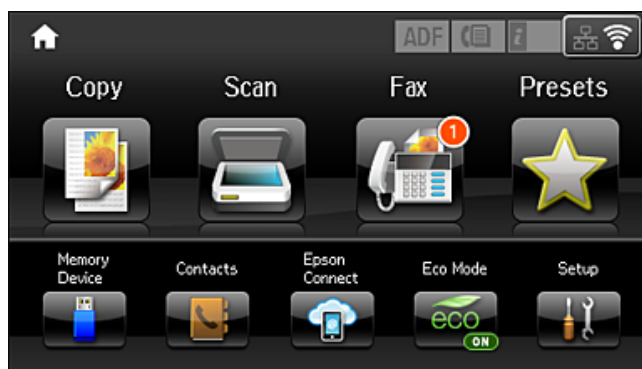 ADF i
Copy Scan Fax Presets
1
Memory Device Contacts Epson Connect Eco Mode Setup
eco
ON